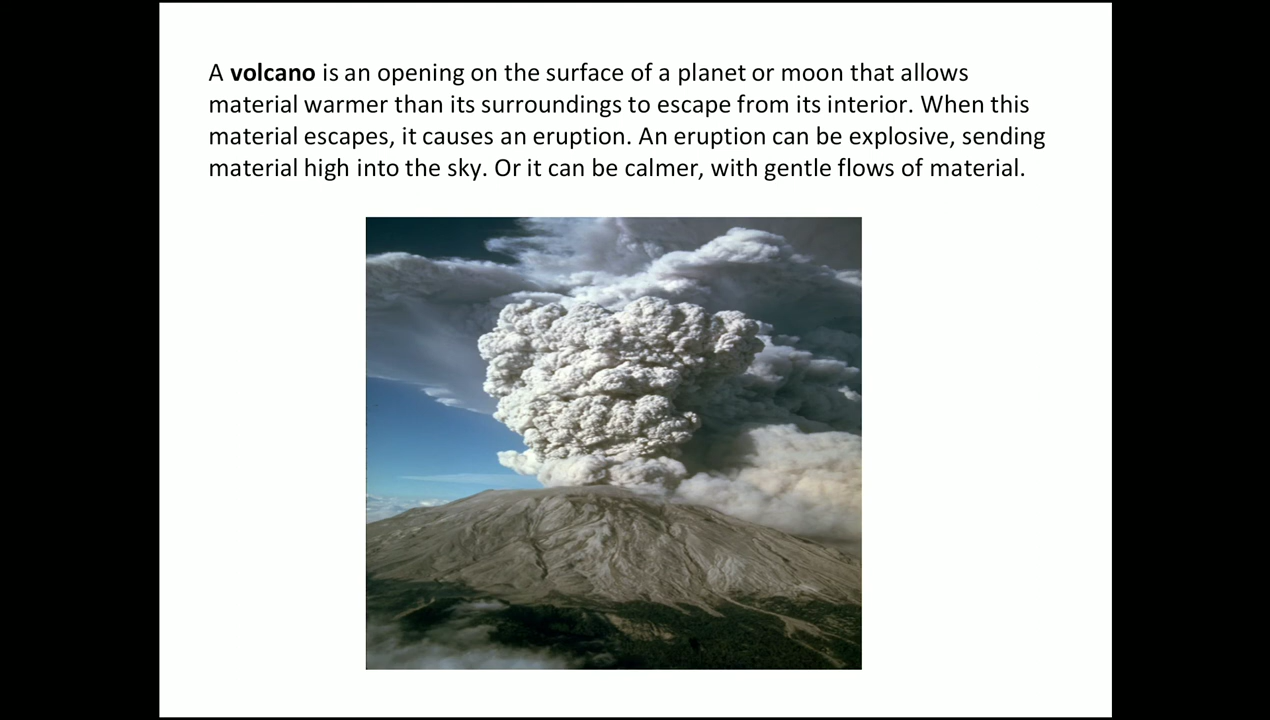 A volcano is an opening on the surface of a planet or moon that allows
material warmer than its surroundings to escape from its interior. When this
material escapes, it causes an eruption. An eruption can be explosive, sending
material high into the sky. Or it can be calmer, with gentle flows of material.